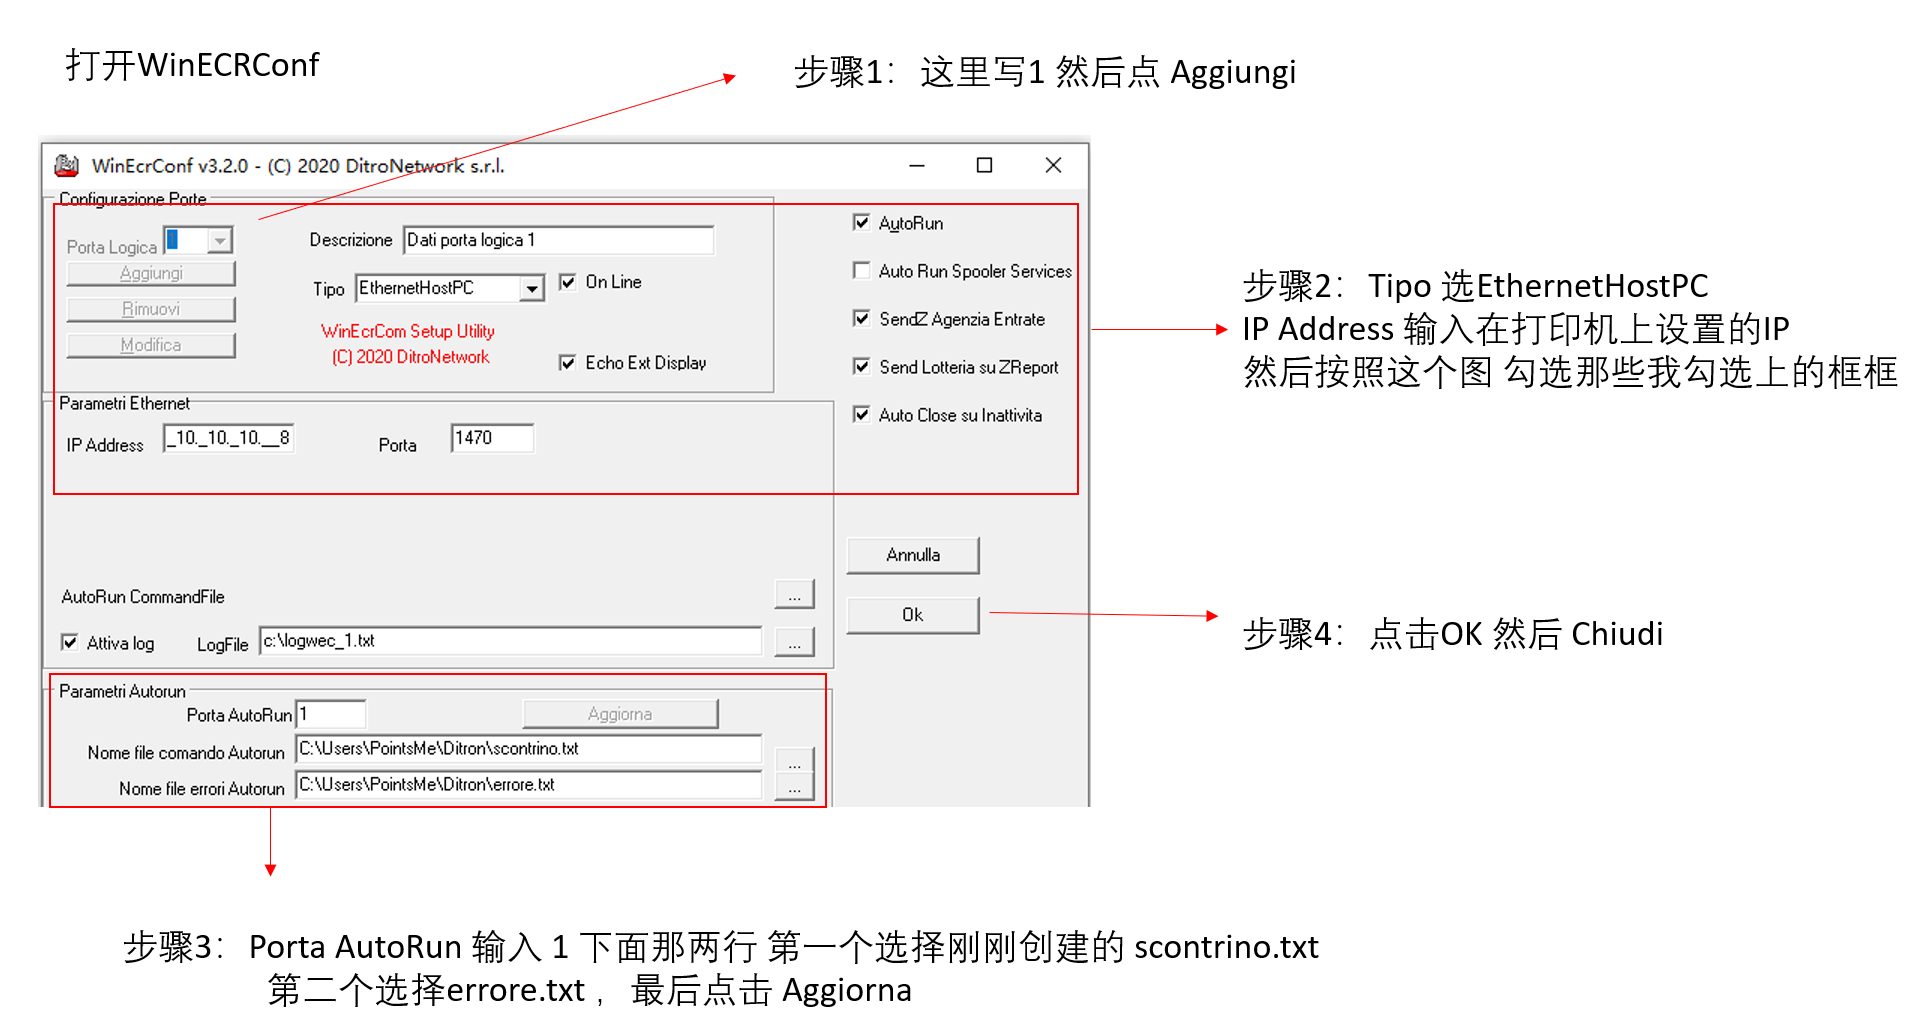 打开WinECRConf
步骤1： 这里写1 然后点 Aggiungi
WinEcrConf v3.2.0 - (C) 2020 DitroNetwork s.r.l.
Configurazione Porte
Porta Logica 1
Descrizione Dati porta logica 1
Aggiungi
Tipo EthernetHostPC
On Line
Rimuovi
WinEcrCom Setup Utility
(C) 2020 DitroNetwork
Modifica
Echo Ext Display
AutoRun
Auto Run Spooler Services
SendZ Agenzia Entrate
Send Lotteria su ZReport
Auto Close su Inattivita
步骤2： Tipo 选EthernetHostPC
IP Address 输入在打印机上设置的IP
然后按照这个图 勾选那些我勾选上的框框
Parametri Ethernet
IP Address _10._10._10.__8
Porta 1470
Annulla
Ok
AutoRun CommandFile ...
Attiva log
LogFile c:\logwec_1.txt ...
步骤4： 点击OK 然后 Chiudi
Parametri Autorun
Porta AutoRun 1
Aggiorna
Nome file comando Autorun C:\Users\PointsMe\Ditron\scontrino.txt ...
Nome file errori Autorun C:\Users\PointsMe\Ditron\errore.txt ...
步骤3： Porta AutoRun 输入 1 下面那两行 第一个选择刚刚创建的 scontrino.txt
第二个选择errore.txt ， 最后点击 Aggiorna